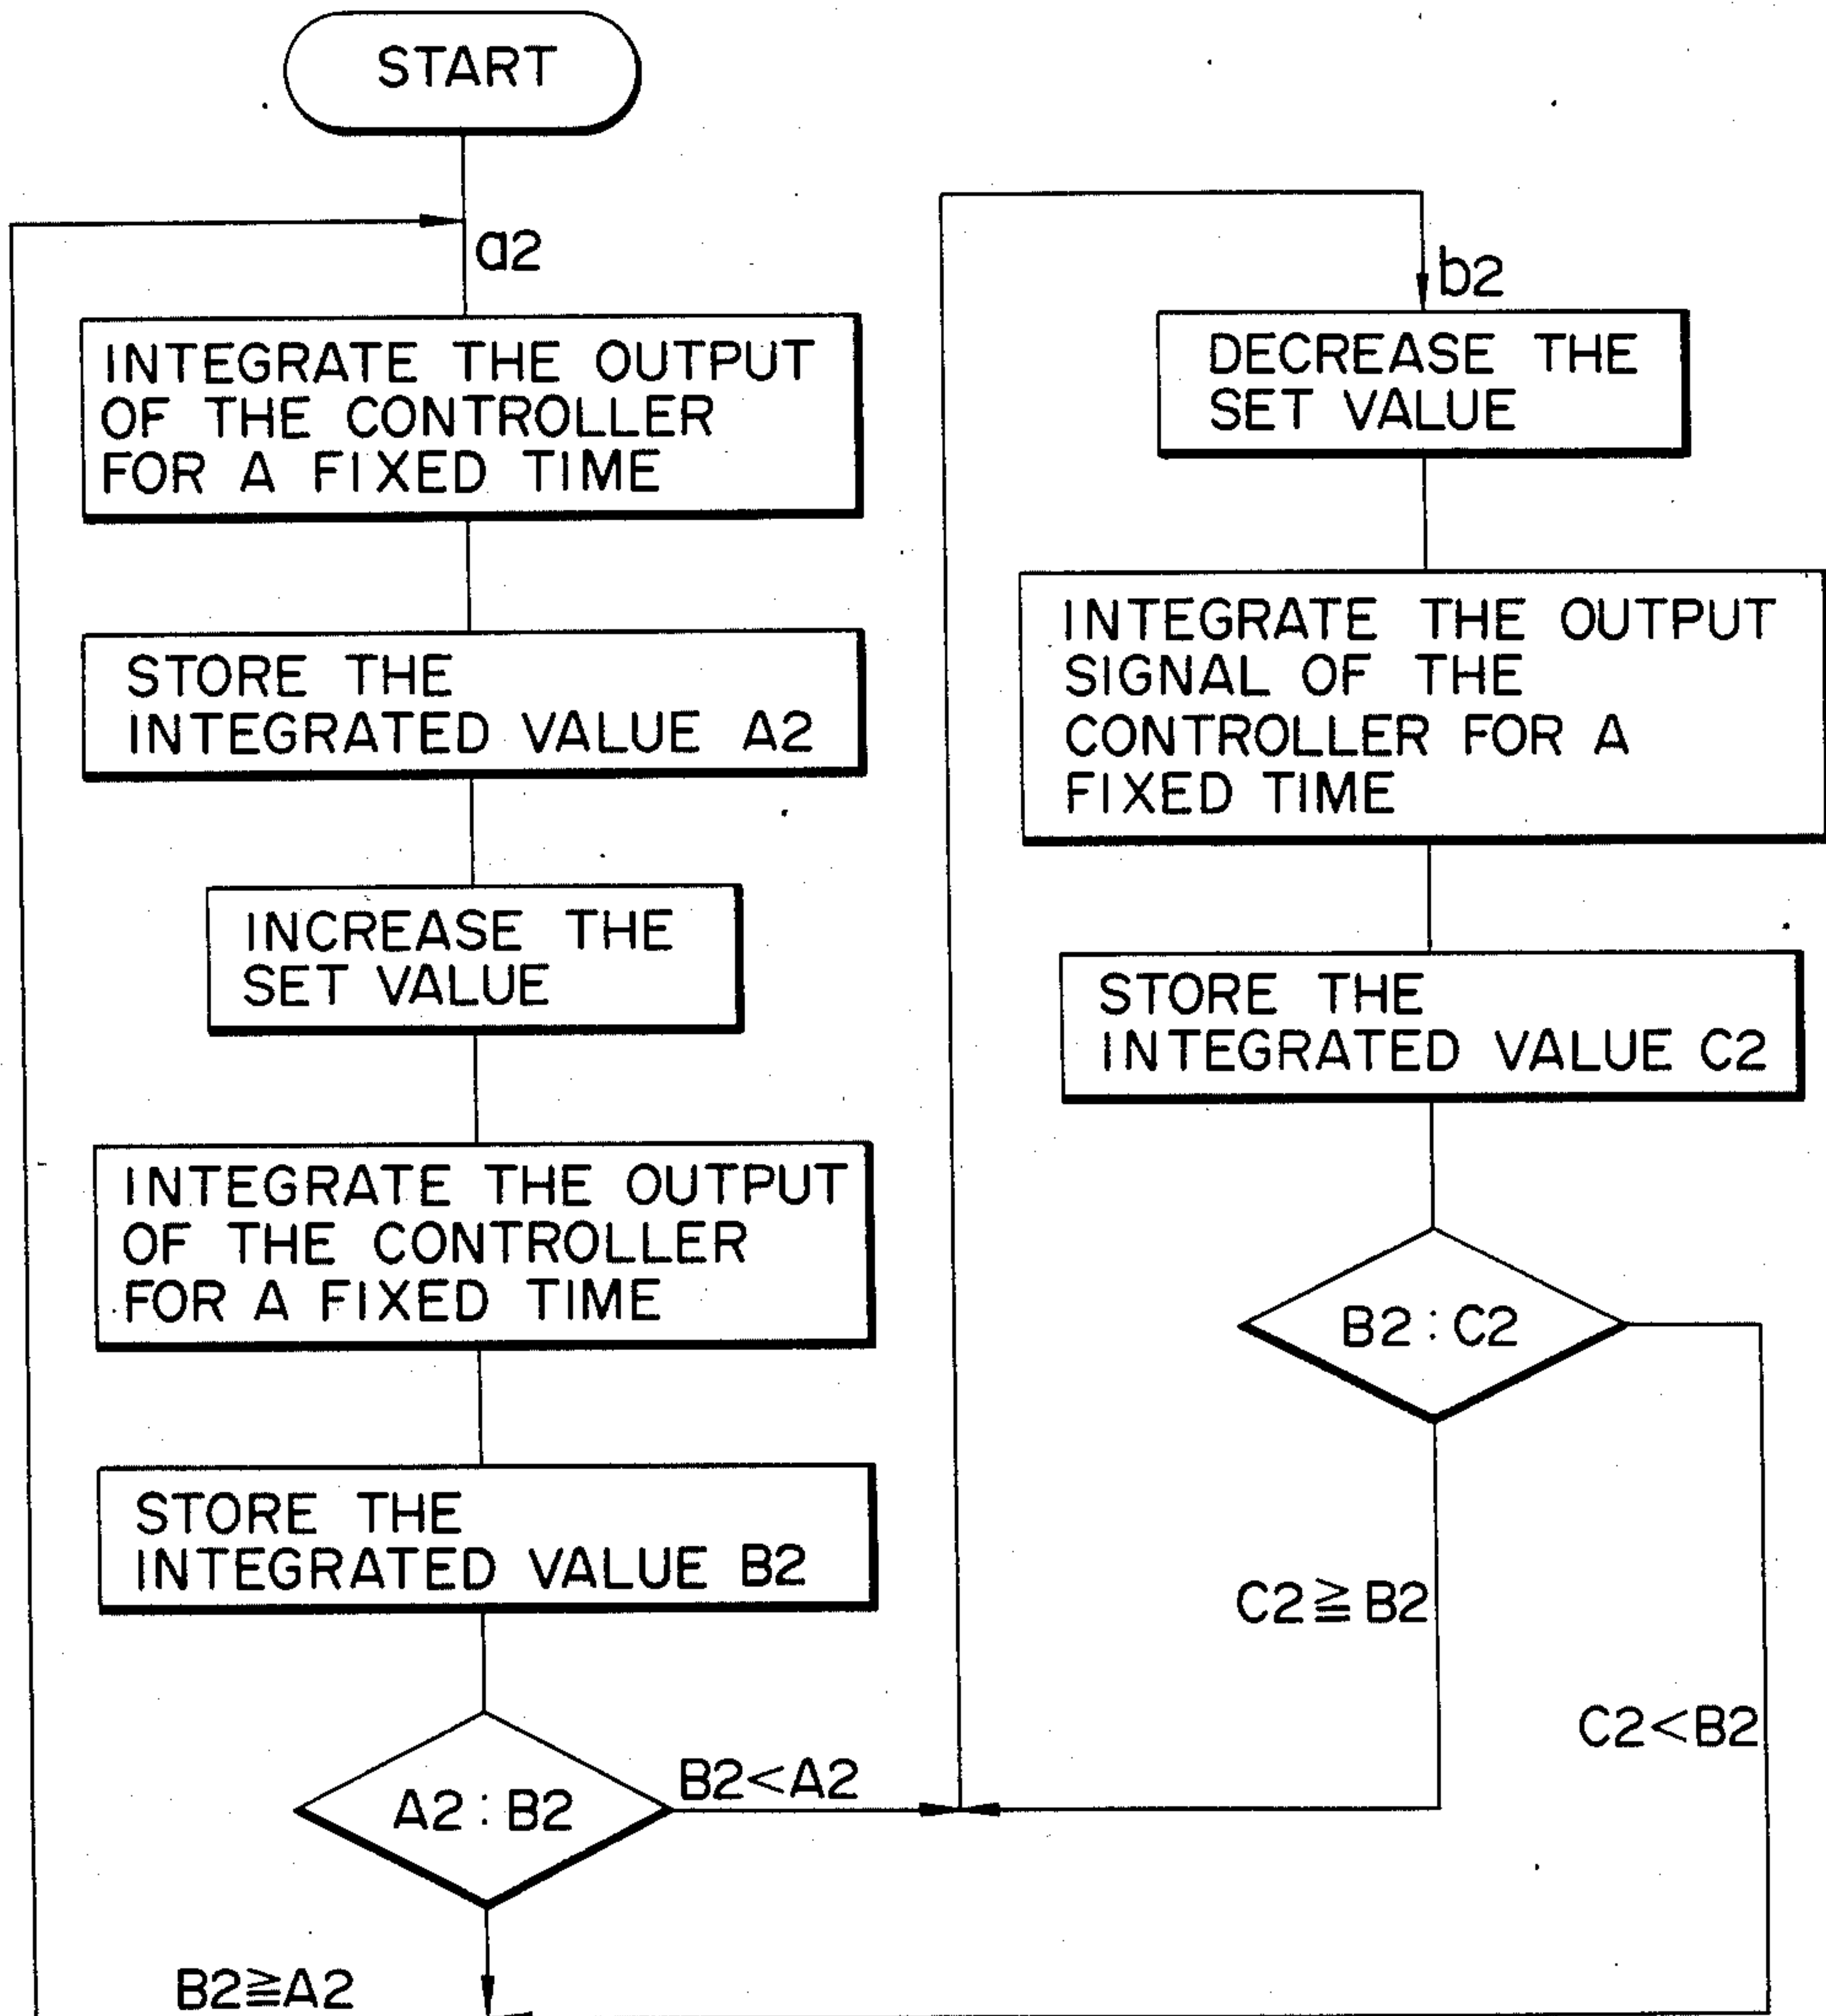 START
a2
INTEGRATE THE OUTPUT
OF THE CONTROLLER
FOR A FIXED TIME
STORE THE
INTEGRATED VALUE A2
INCREASE THE
SET VALUE
INTEGRATE THE OUTPUT
OF THE CONTROLLER
FOR A FIXED TIME
STORE THE
INTEGRATED VALUE B2
A2:B2
B2<A2
B2≧A2
b2
DECREASE THE
SET VALUE
INTEGRATE THE OUTPUT
SIGNAL OF THE
CONTROLLER FOR A
FIXED TIME
STORE THE
INTEGRATED VALUE C2
B2:C2
C2≧B2
C2<B2